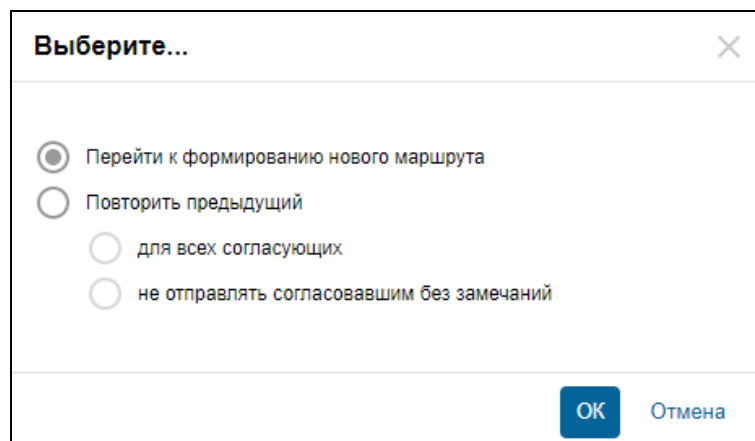 Выберите...
Перейти к формированию нового маршрута
Повторить предыдущий
для всех согласующих
не отправлять согласовавшим без замечаний
ОК Отмена